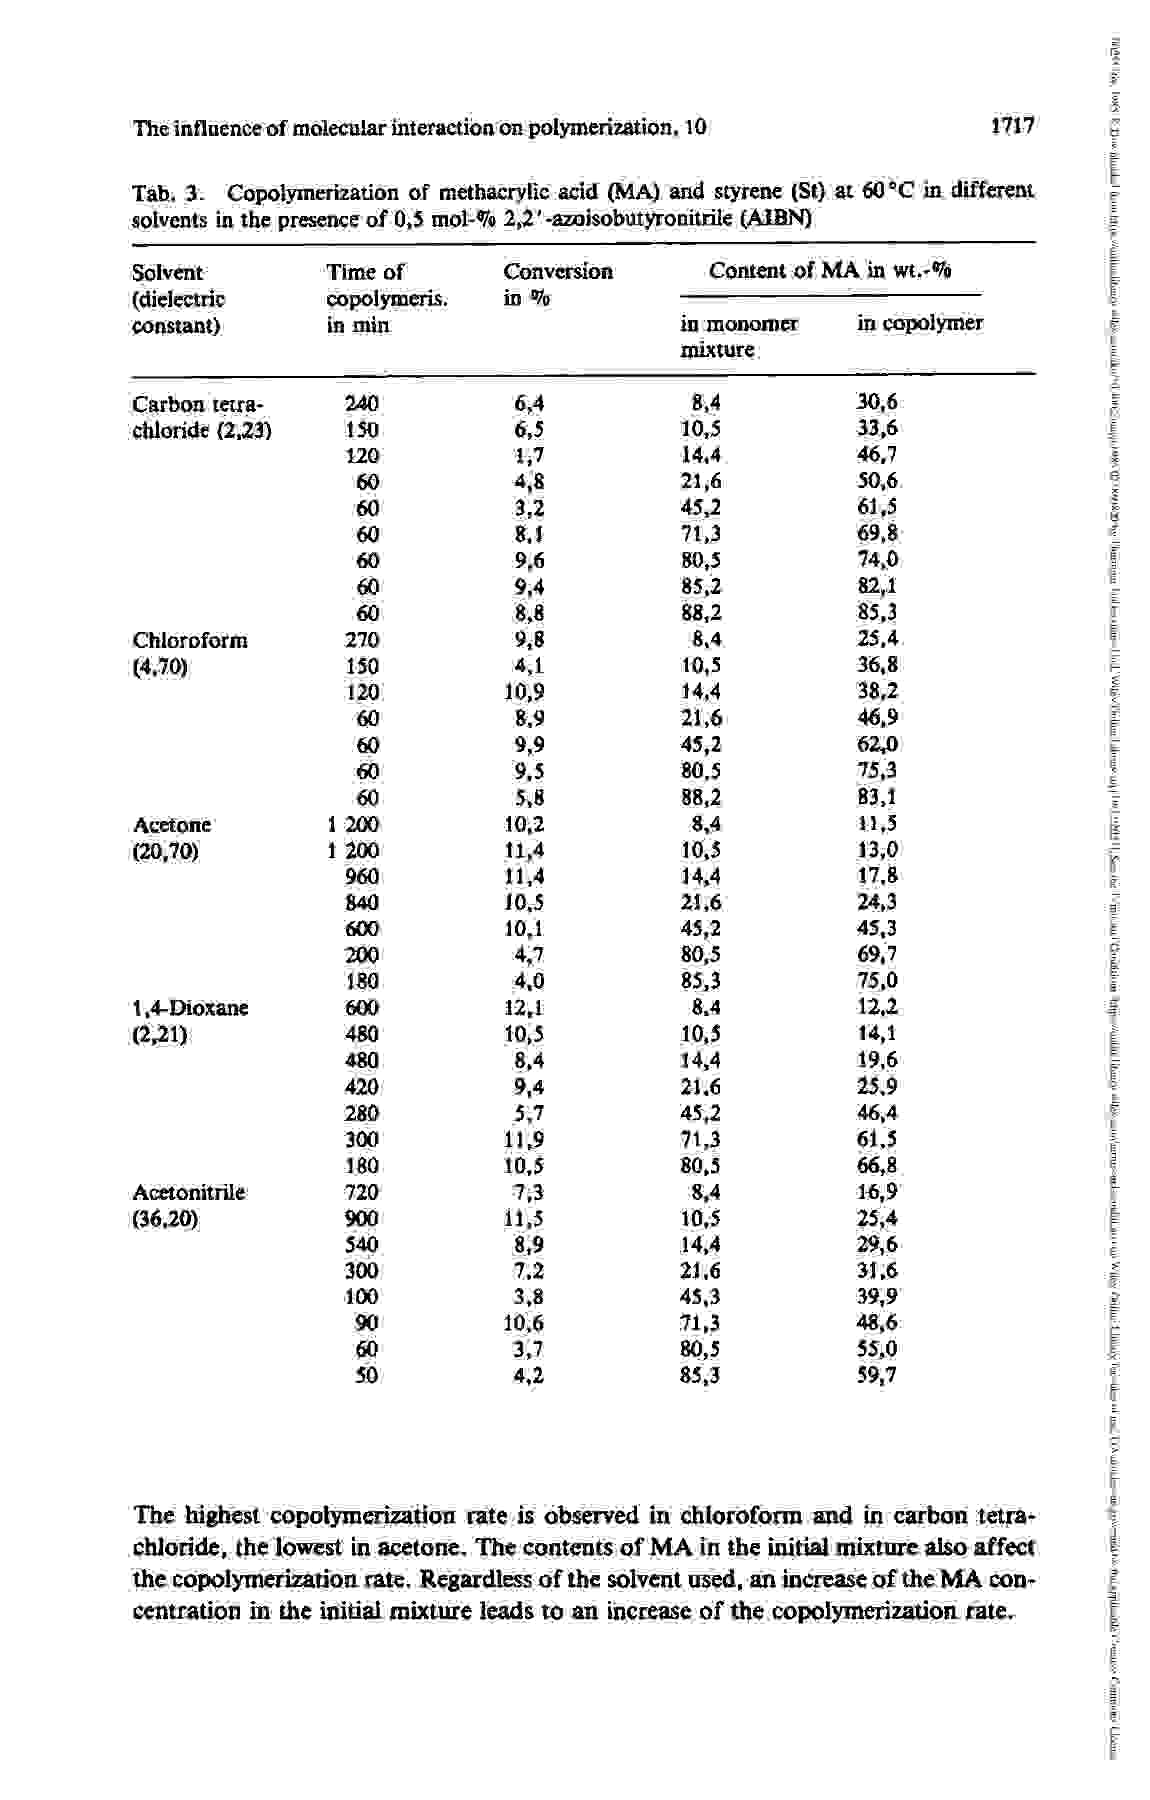 The influence of molecular interaction on polymerization, 10 1717
Tab. 3. Copolymerization of methacrylic acid (MA) and styrene (St) at 60 °C in different
solvents in the presence of 0,5 mol-% 2,2′-azoisobutyronitrile (AIBN)
Solvent Time of Conversion Content of MA in wt.-%
(dielectric copolymeris. in %
constant) in min in monomer in copolymer
mixture
Carbon tetra- 240 6,4 8,4 30,6
chloride (2,23) 150 6,5 10,5 33,6
120 1,7 14,4 46,7
60 4,8 21,6 50,6
60 3,2 45,2 61,5
60 8,1 71,3 69,8
60 9,6 80,5 74,0
60 9,4 85,2 82,1
60 8,8 88,2 85,3
Chloroform 270 9,8 8,4 25,4
(4,70) 150 4,1 10,5 36,8
120 10,9 14,4 38,2
60 8,9 21,6 46,9
60 9,9 45,2 62,0
60 9,5 80,5 75,3
60 5,8 88,2 83,1
Acetone 1 200 10,2 8,4 11,5
(20,70) 1 200 11,4 10,5 13,0
960 11,4 14,4 17,8
840 10,5 21,6 24,3
600 10,1 45,2 45,3
200 4,7 80,5 69,7
180 4,0 85,3 75,0
1,4-Dioxane 600 12,1 8,4 12,2
(2,21) 480 10,5 10,5 14,1
480 8,4 14,4 19,6
420 9,4 21,6 25,9
280 5,7 45,2 46,4
300 11,9 71,3 61,5
180 10,5 80,5 66,8
Acetonitrile 720 7,3 8,4 16,9
(36,20) 900 11,5 10,5 25,4
540 8,9 14,4 29,6
300 7,2 21,6 31,6
100 3,8 45,3 39,9
90 10,6 71,3 48,6
60 3,7 80,5 55,0
50 4,2 85,3 59,7
The highest copolymerization rate is observed in chloroform and in carbon tetra-
chloride, the lowest in acetone. The contents of MA in the initial mixture also affect
the copolymerization rate. Regardless of the solvent used, an increase of the MA con-
centration in the initial mixture leads to an increase of the copolymerization rate.